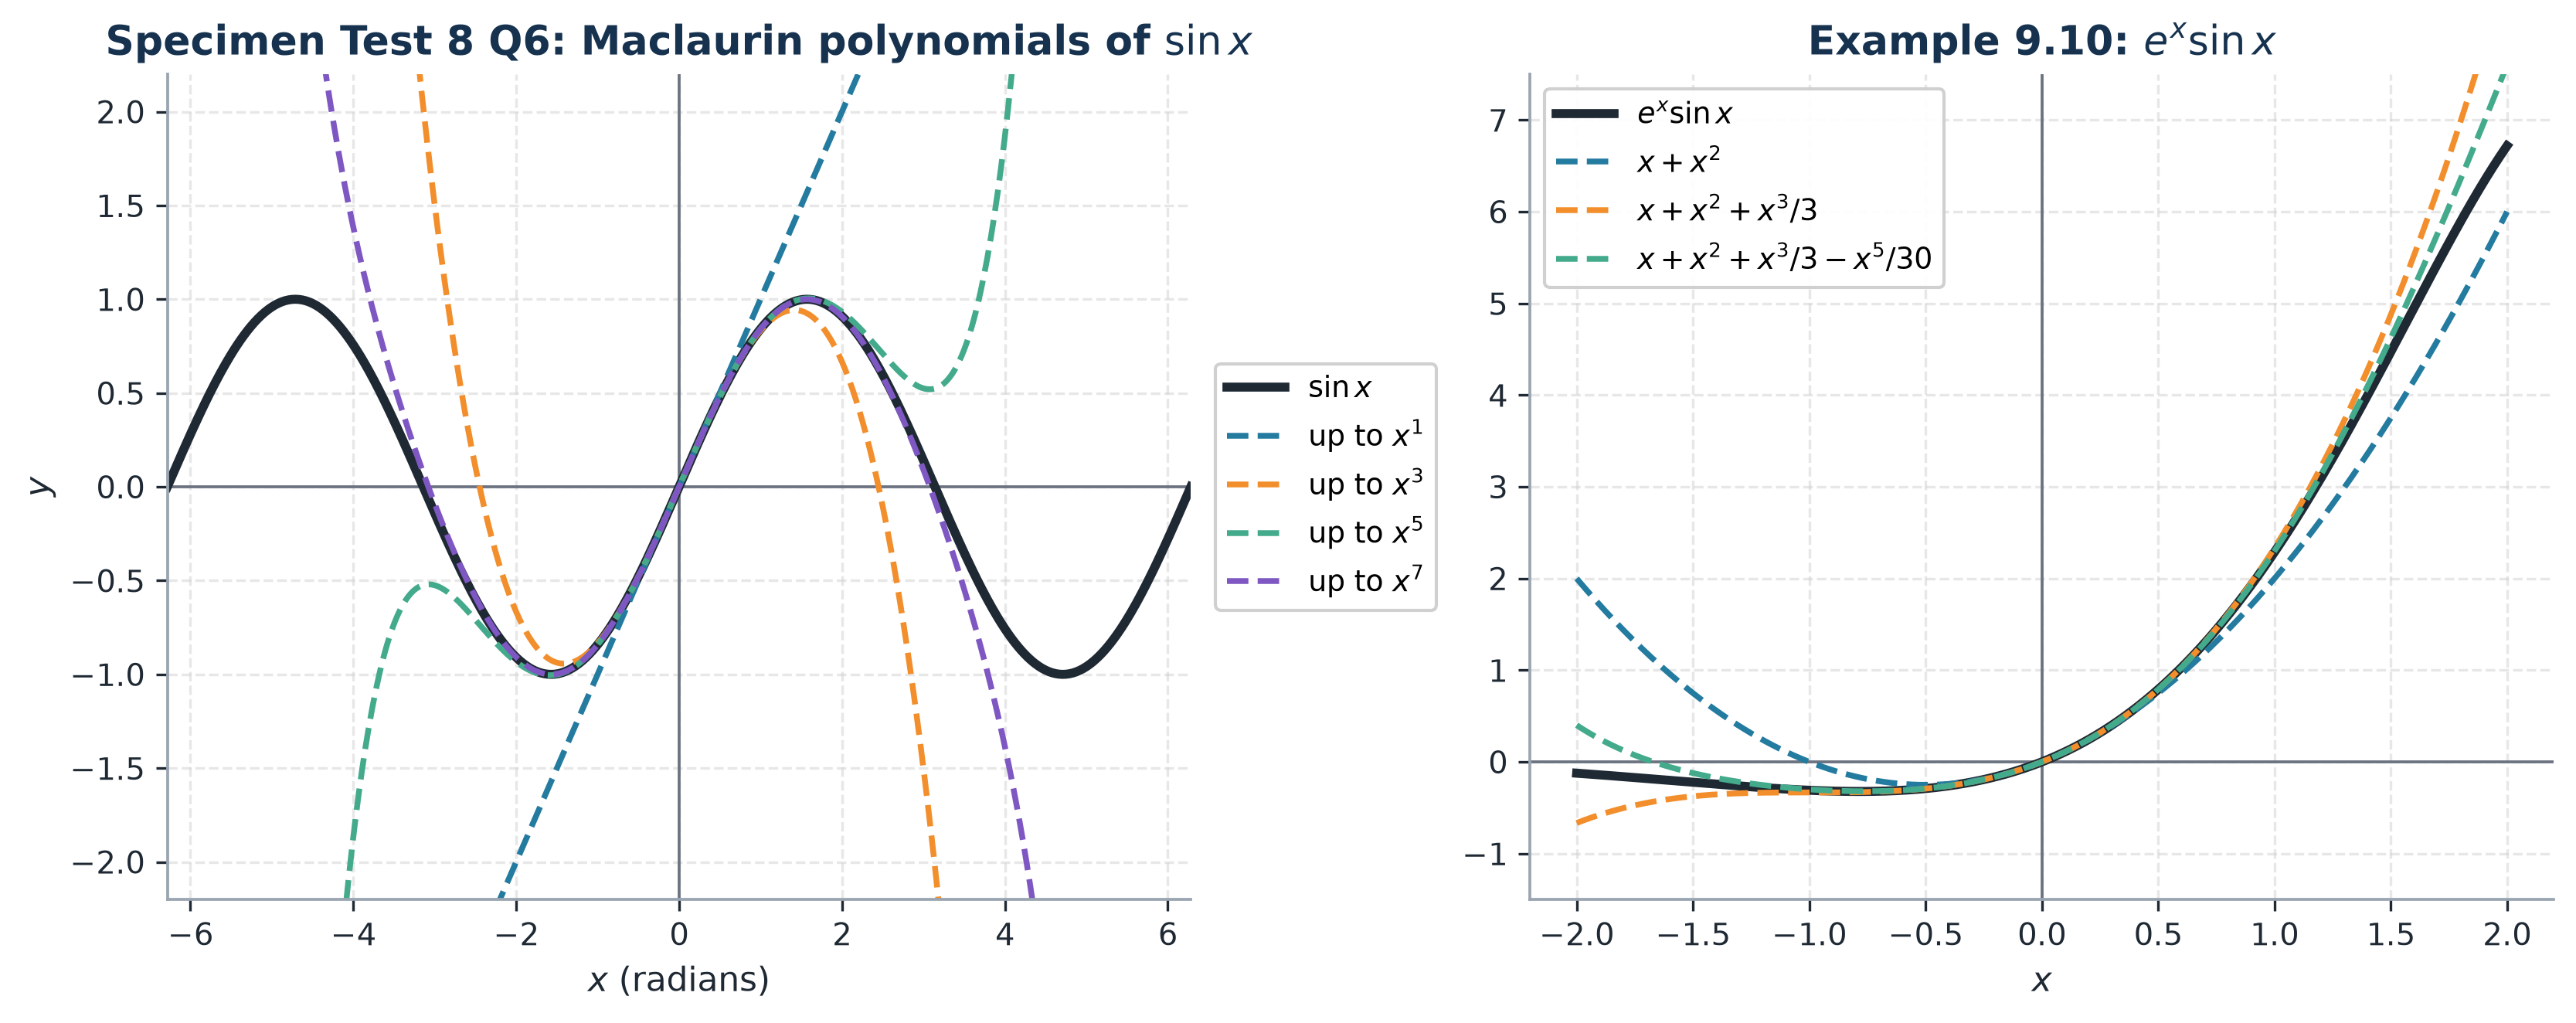 Specimen Test 8 Q6: Maclaurin polynomials of sin x
2.0
1.5
1.0
0.5
0.0
−0.5
−1.0
−1.5
−2.0
y
−6 −4 −2 0 2 4 6
x (radians)
sin x
up to x¹
up to x³
up to x⁵
up to x⁷
Example 9.10: eˣ sin x
eˣ sin x
x + x²
x + x² + x³/3
x + x² + x³/3 − x⁵/30
7
6
5
4
3
2
1
0
−1
−2.0 −1.5 −1.0 −0.5 0.0 0.5 1.0 1.5 2.0
x